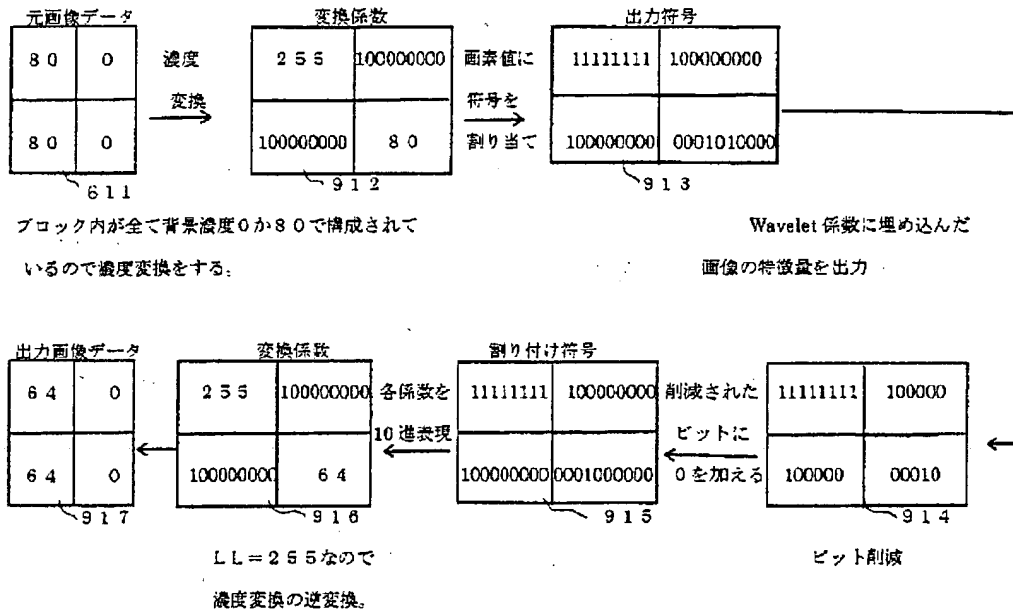 元画像データ
変換係数
出力符号
80 0
濃度
255 100000000
画素値に
11111111 100000000
変換
符号を
80 0
100000000 80
割り当て
100000000 0001010000
611
912
913
ブロック内が全て背景濃度0か80で構成されて
いるので濃度変換をする。
Wavelet 係数に埋め込んだ
画像の特徴量を出力
出力画像データ
変換係数
割り付け符号
64 0
255 100000000
各係数を
11111111 100000000
削減された
11111111 100000
10進表現
ビットに
64 0
100000000 64
100000000 0001000000
0を加える
100000 00010
917
916
915
914
LL=255なので
濃度変換の逆変換。
ビット削減